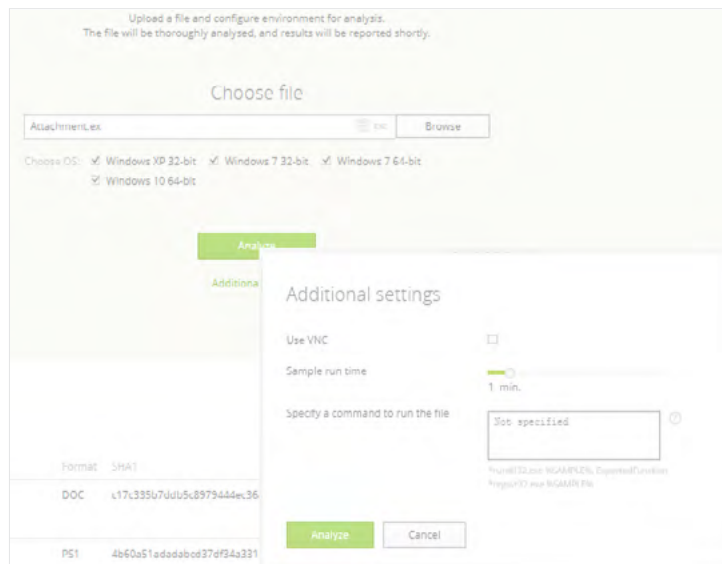 Upload a file and configure environment for analysis.
The file will be thoroughly analysed, and results will be reported shortly.
Choose file
Attachment.ex
Browse
Choose OS: Windows XP 32-bit Windows 7 32-bit Windows 7 64-bit
Windows 10 64-bit
Analyze
Additiona
Additional settings
Use VNC
Sample run time
1 min.
Specify a command to run the file
Not specified
Format SHA1
DOC c17c335b7ddb5c8979444ec36
PS1 4b60a51adadabcd37df34a331
Analyze Cancel